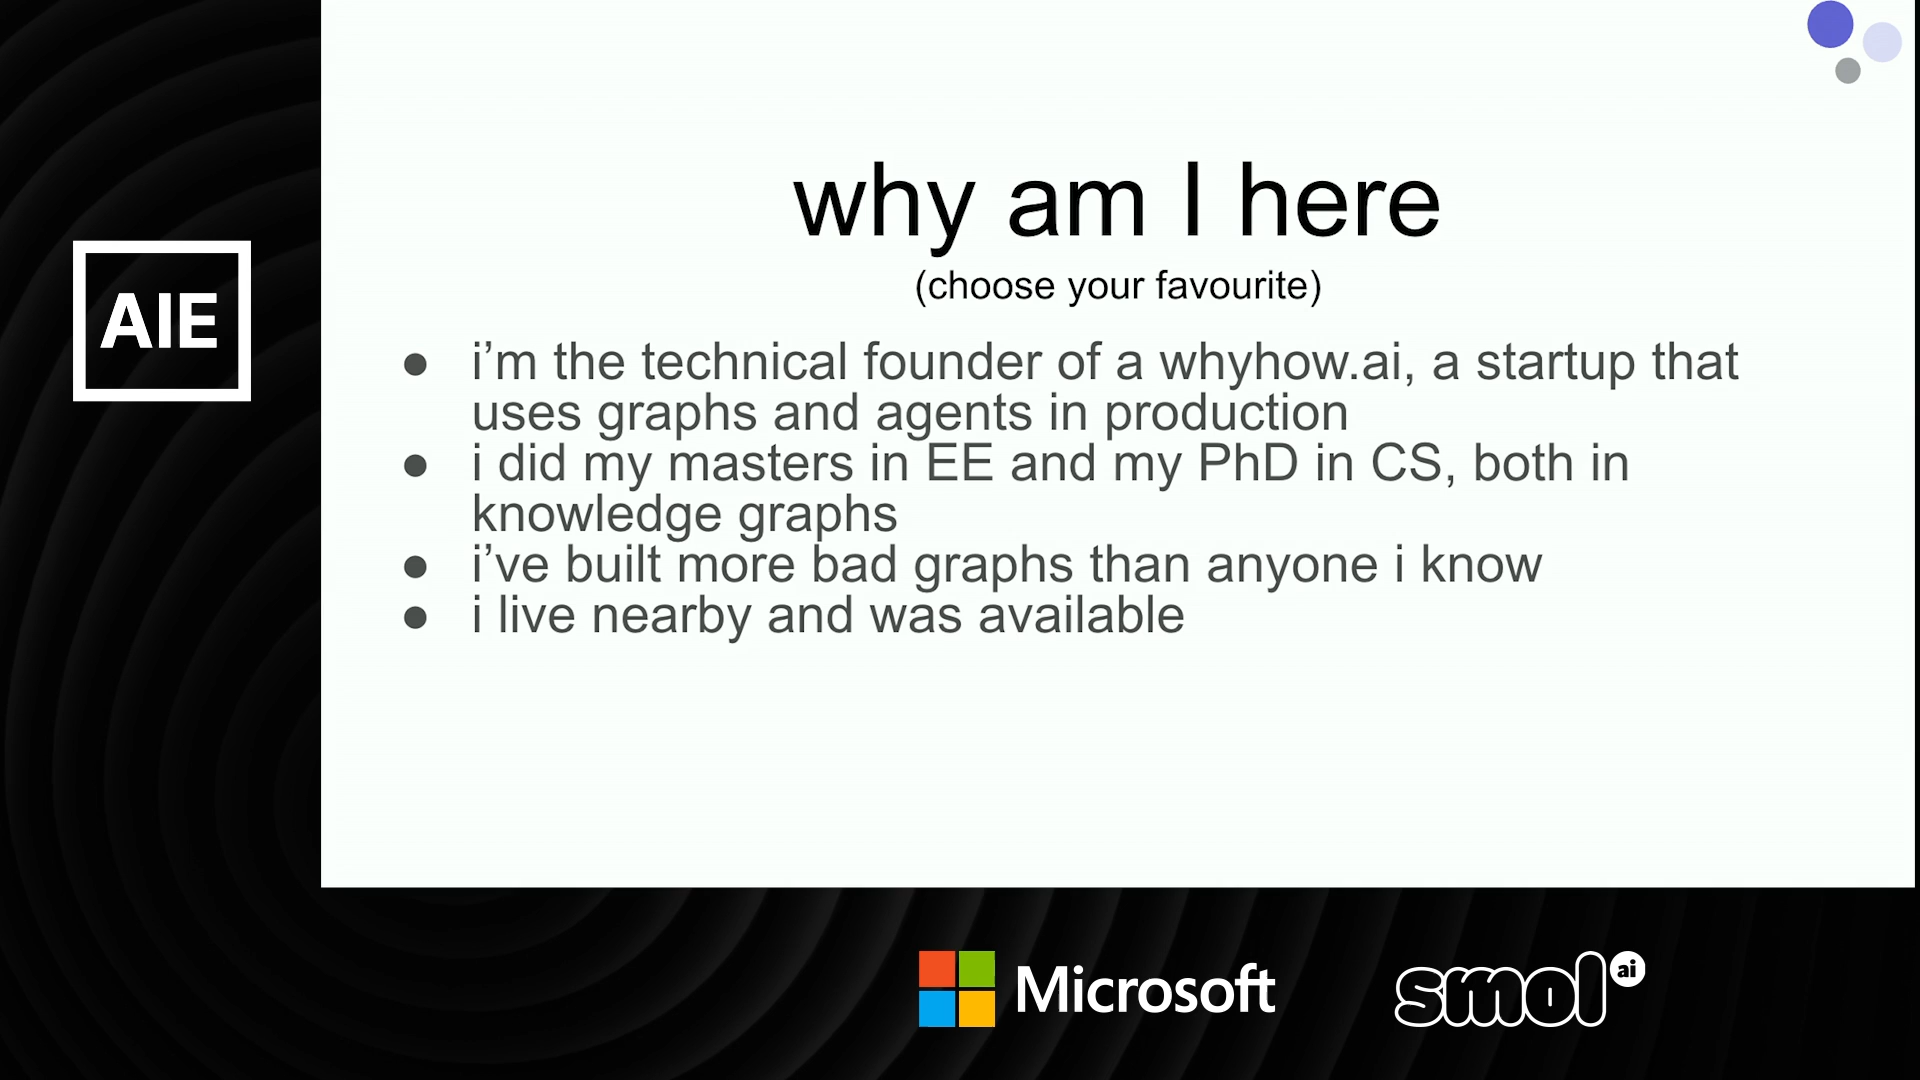 AIE
why am I here
(choose your favourite)
● i’m the technical founder of a whyhow.ai, a startup that
uses graphs and agents in production
● i did my masters in EE and my PhD in CS, both in
knowledge graphs
● i’ve built more bad graphs than anyone i know
● i live nearby and was available
Microsoft
smol ai